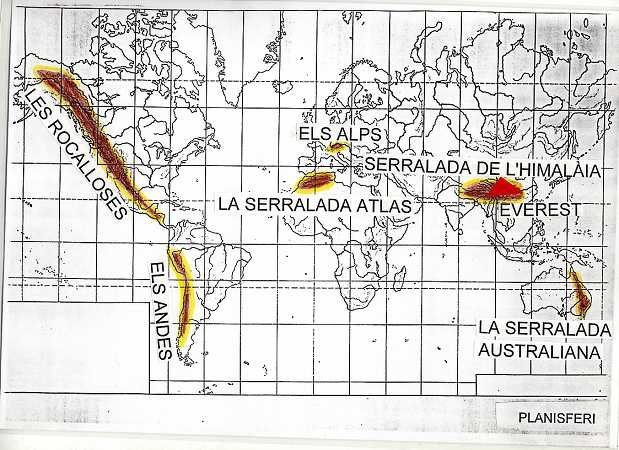 ELS ALPS
LES ROCALLOSES
SERRALADA DE L'HIMALÀIA
LA SERRALADA ATLAS
EVEREST
ELS ANDES
LA SERRALADA
AUSTRALIANA
PLANISFERI